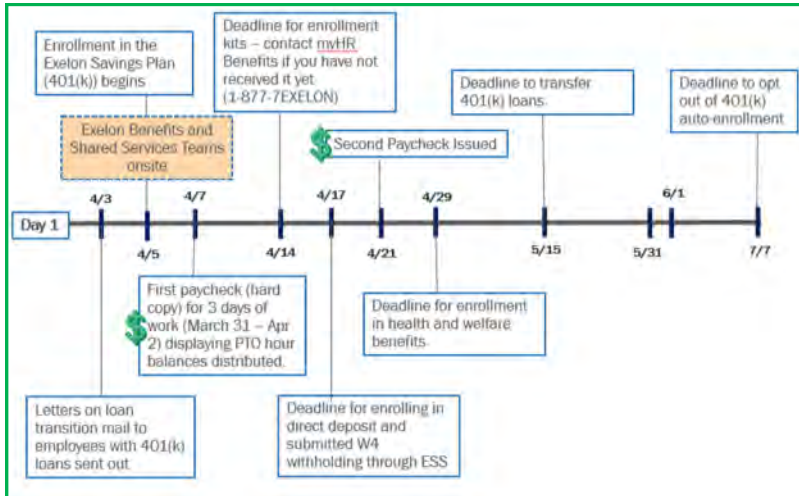 Enrollment in the
Exelon Savings Plan
(401(k)) begins
Exelon Benefits and
Shared Services Teams
onsite
Deadline for enrollment
kits – contact myHR
Benefits if you have not
received it yet
(1-877-7EXELON)
Second Paycheck Issued
Deadline to transfer
401(k) loans
Deadline to opt
out of 401(k)
auto-enrollment
Day 1
4/3
4/5
4/7
4/14
4/17
4/21
4/29
5/15
5/31
6/1
7/7
First paycheck (hard
copy) for 3 days of
work (March 31 – Apr
2) displaying PTO hour
balances distributed.
Deadline for enrollment
in health and welfare
benefits
Letters on loan
transition mail to
employees with 401(k)
loans sent out
Deadline for enrolling in
direct deposit and
submitted W4
withholding through ESS